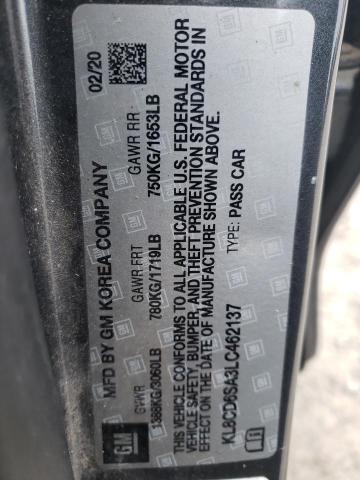 MFD BY GM KOREA COMPANY 02/20
GVWR GAWR FRT GAWR RR
1388KG/3060LB 780KG/1719LB 750KG/1653LB
THIS VEHICLE CONFORMS TO ALL APPLICABLE U.S. FEDERAL MOTOR
VEHICLE SAFETY, BUMPER, AND THEFT PREVENTION STANDARDS IN
EFFECT ON THE DATE OF MANUFACTURE SHOWN ABOVE.
KL8CD6SA3LC462137 TYPE: PASS CAR
GM